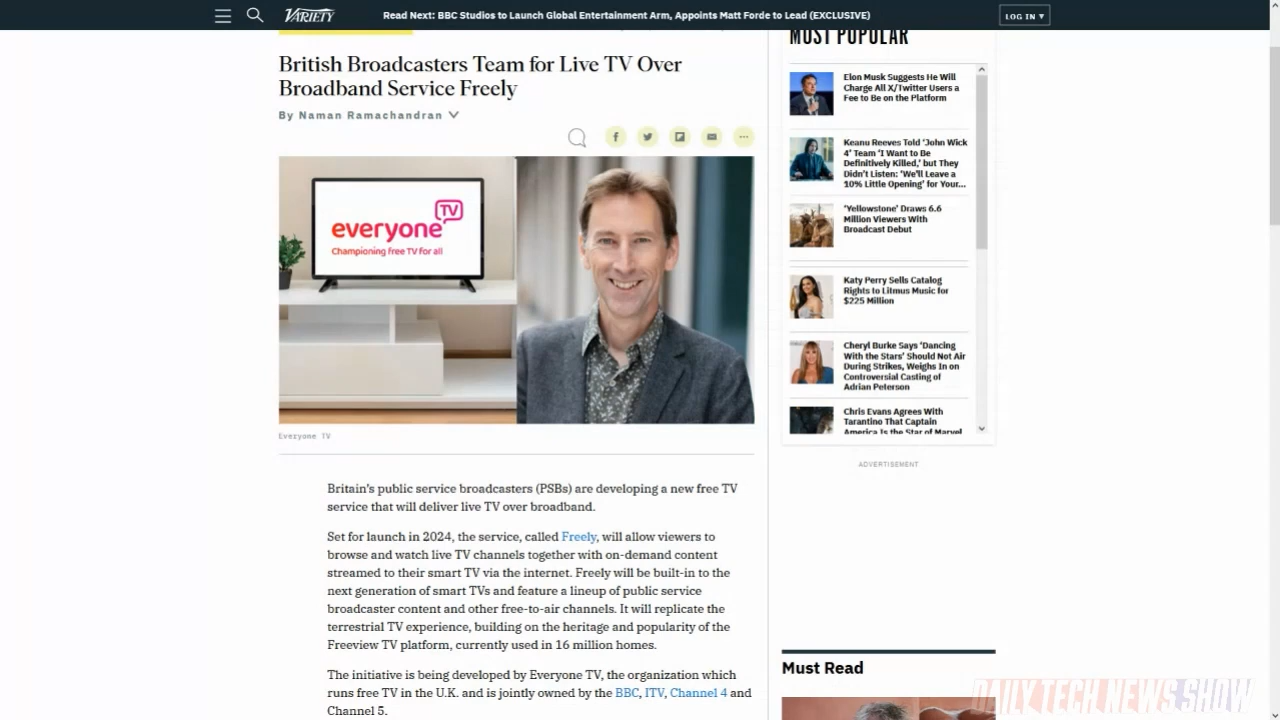 VARIETY
Read Next: BBC Studios to Launch Global Entertainment Arm, Appoints Matt Forde to Lead (EXCLUSIVE)
LOG IN ▾
British Broadcasters Team for Live TV Over
Broadband Service Freely
By Naman Ramachandran
everyone TV
Championing free TV for all
Everyone TV
Britain's public service broadcasters (PSBs) are developing a new free TV
service that will deliver live TV over broadband.
Set for launch in 2024, the service, called Freely, will allow viewers to
browse and watch live TV channels together with on-demand content
streamed to their smart TV via the internet. Freely will be built-in to the
next generation of smart TVs and feature a lineup of public service
broadcaster content and other free-to-air channels. It will replicate the
terrestrial TV experience, building on the heritage and popularity of the
Freeview TV platform, currently used in 16 million homes.
The initiative is being developed by Everyone TV, the organization which
runs free TV in the U.K. and is jointly owned by the BBC, ITV, Channel 4 and
Channel 5.
MOST POPULAR
Elon Musk Suggests He Will
Charge All X/Twitter Users a
Fee to Be on the Platform
Keanu Reeves Told 'John Wick
4' Team 'I Want to Be
Definitively Killed,' but They
Didn't Listen: 'We'll Leave a
10% Little Opening' for Your...
'Yellowstone' Draws 6.6
Million Viewers With
Broadcast Debut
Katy Perry Sells Catalog
Rights to Litmus Music for
$225 Million
Cheryl Burke Says 'Dancing
With the Stars' Should Not Air
During Strikes, Weighs In on
Controversial Casting of
Adrian Peterson
Chris Evans Agrees With
Tarantino That Captain
America Is the Star of Marvel
ADVERTISEMENT
Must Read
DAILY TECH NEWS SHOW